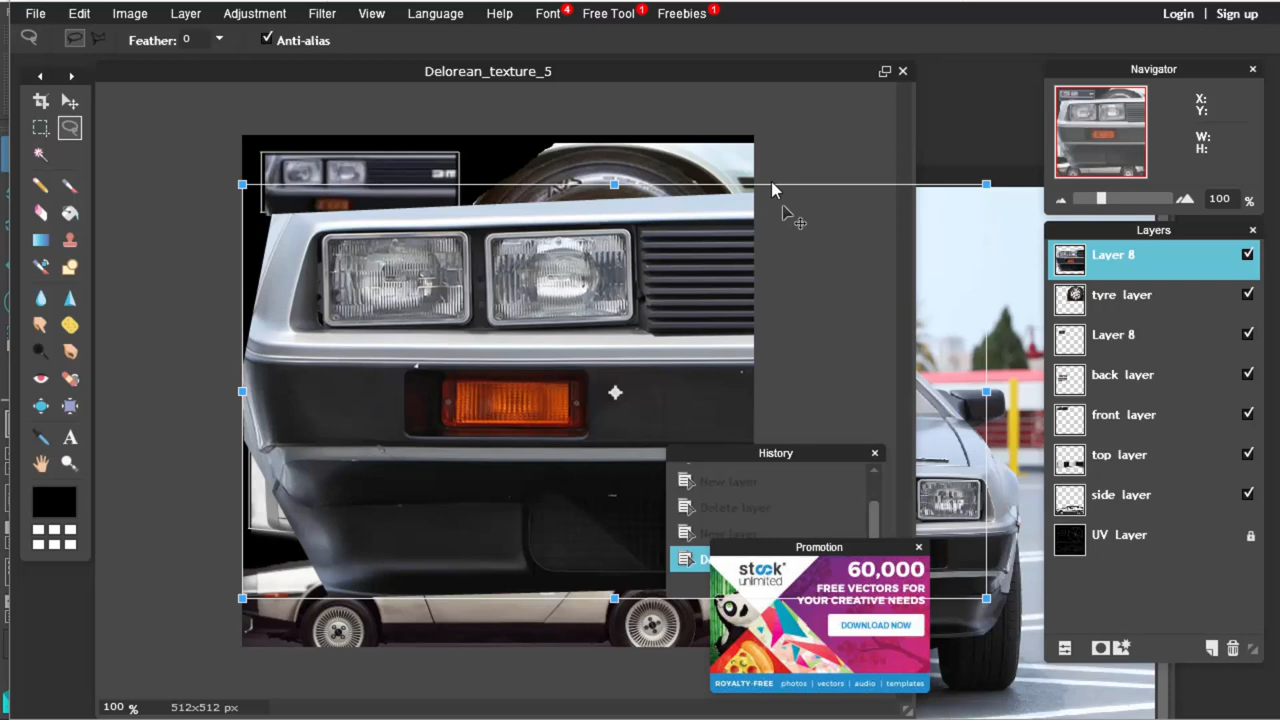 File Edit Image Layer Adjustment Filter View Language Help Font 4 Free Tool 1 Freebies 1 Login | Sign up
Feather: 0 Anti-alias
Delorean_texture_5
Navigator
X:
Y:
W:
H:
100 %
Layers
Layer 8
tyre layer
Layer 8
back layer
front layer
top layer
side layer
UV Layer
History
New layer
Delete layer
New layer
Promotion
stock
unlimited
60,000
FREE VECTORS FOR
YOUR CREATIVE NEEDS
DOWNLOAD NOW
ROYALTY-FREE photos | vectors | audio | templates
A
100 % 512x512 px